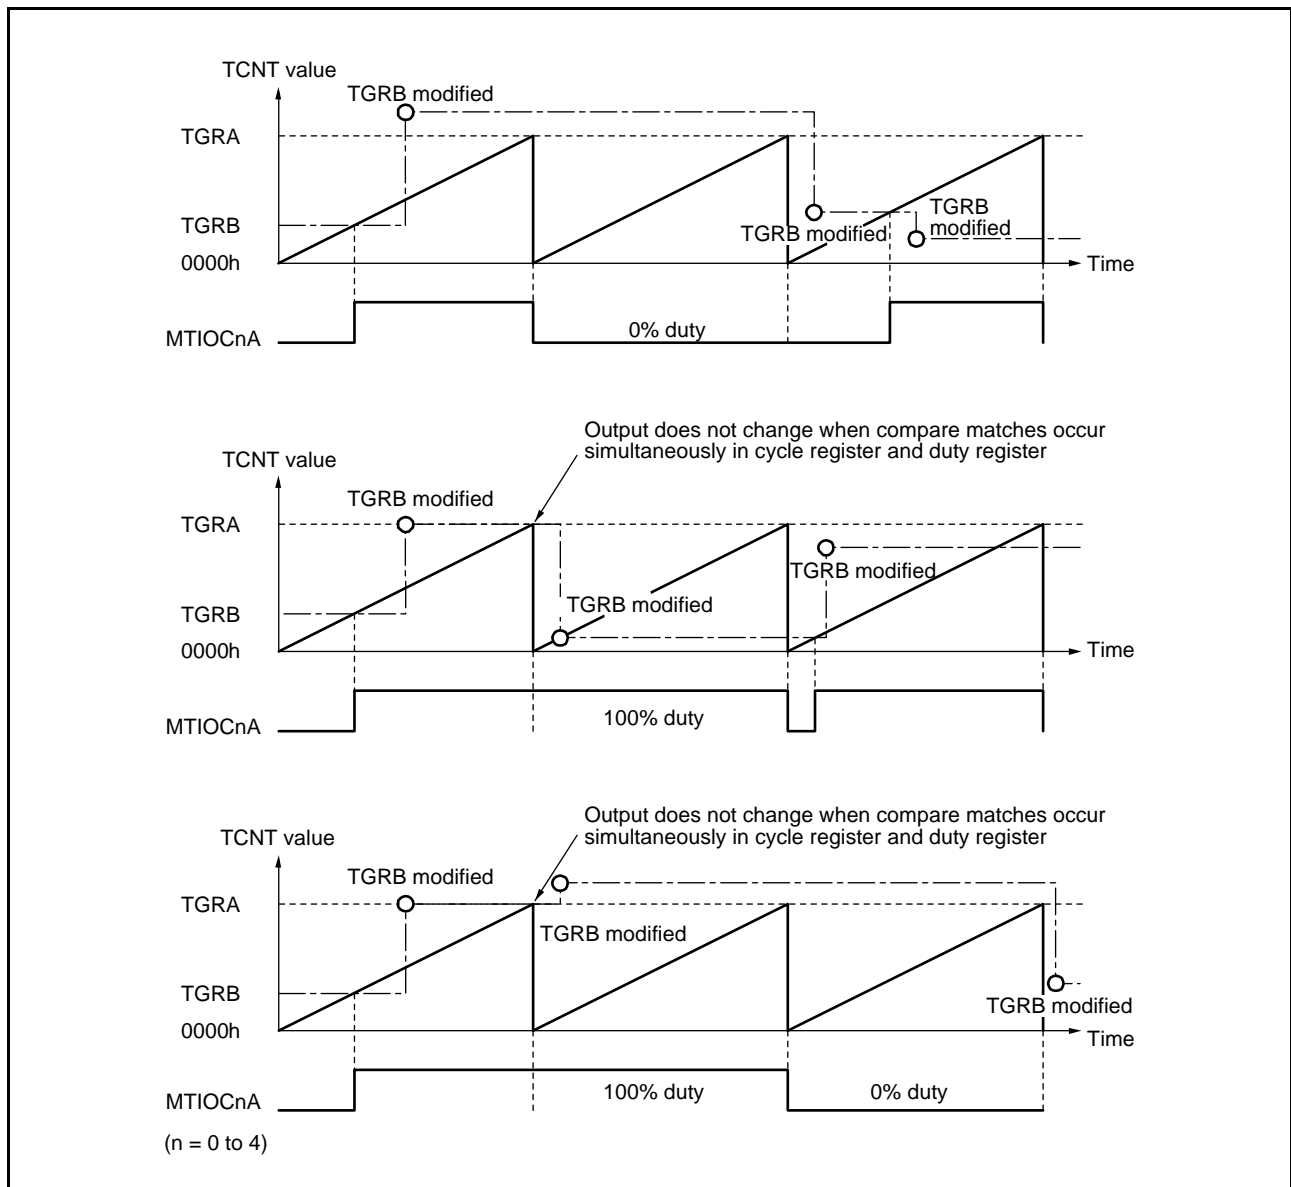 TCNT value
TGRB modified
TGRA
TGRB
TGRB modified
TGRB
modified
0000h
Time
MTIOCnA
0% duty
Output does not change when compare matches occur
simultaneously in cycle register and duty register
TCNT value
TGRB modified
TGRA
TGRB modified
TGRB modified
TGRB
0000h
Time
MTIOCnA
100% duty
Output does not change when compare matches occur
simultaneously in cycle register and duty register
TCNT value
TGRB modified
TGRA
TGRB modified
TGRB
TGRB modified
0000h
Time
MTIOCnA
100% duty
0% duty
(n = 0 to 4)